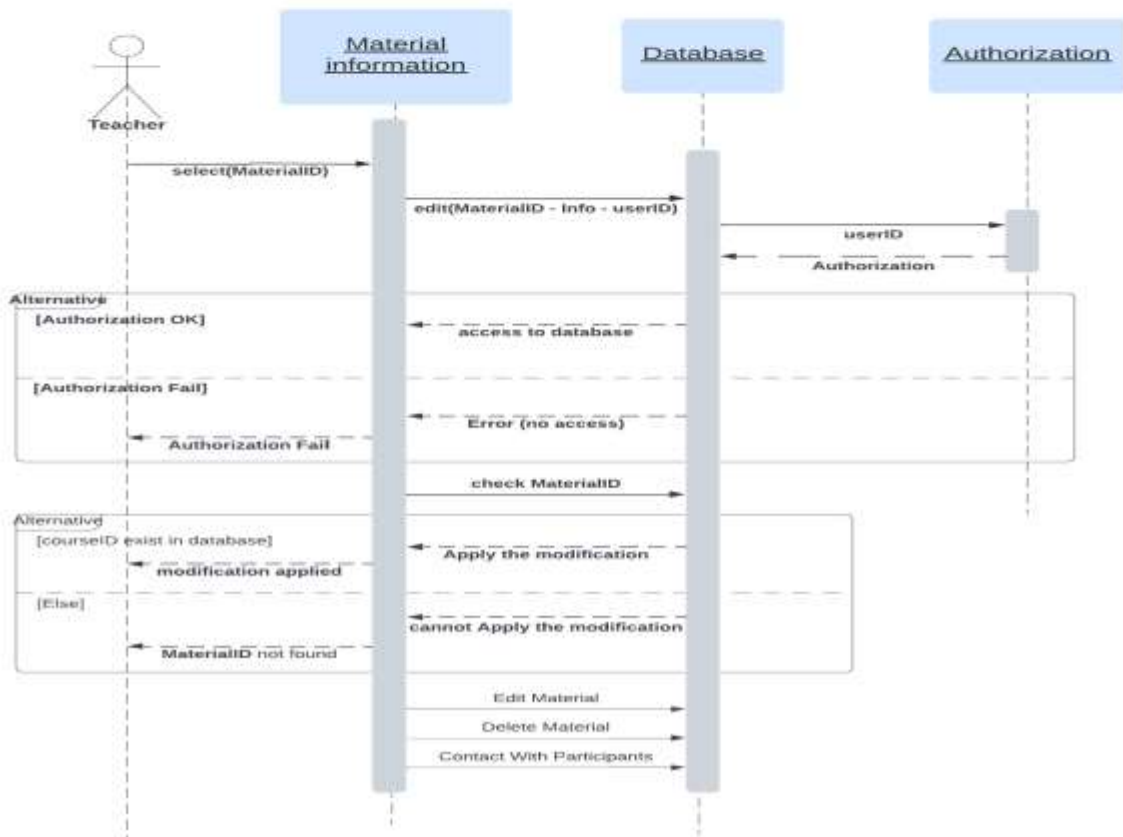 Material
information
Database
Authorization
Teacher
select(MaterialID)
edit(MaterialID - Info - userID)
userID
Authorization
Alternative
[Authorization OK]
access to database
[Authorization Fail]
Error (no access)
Authorization Fail
check MaterialID
Alternative
[courseID exist in database]
Apply the modification
modification applied
[Else]
cannot Apply the modification
MaterialID not found
Edit Material
Delete Material
Contact With Participants